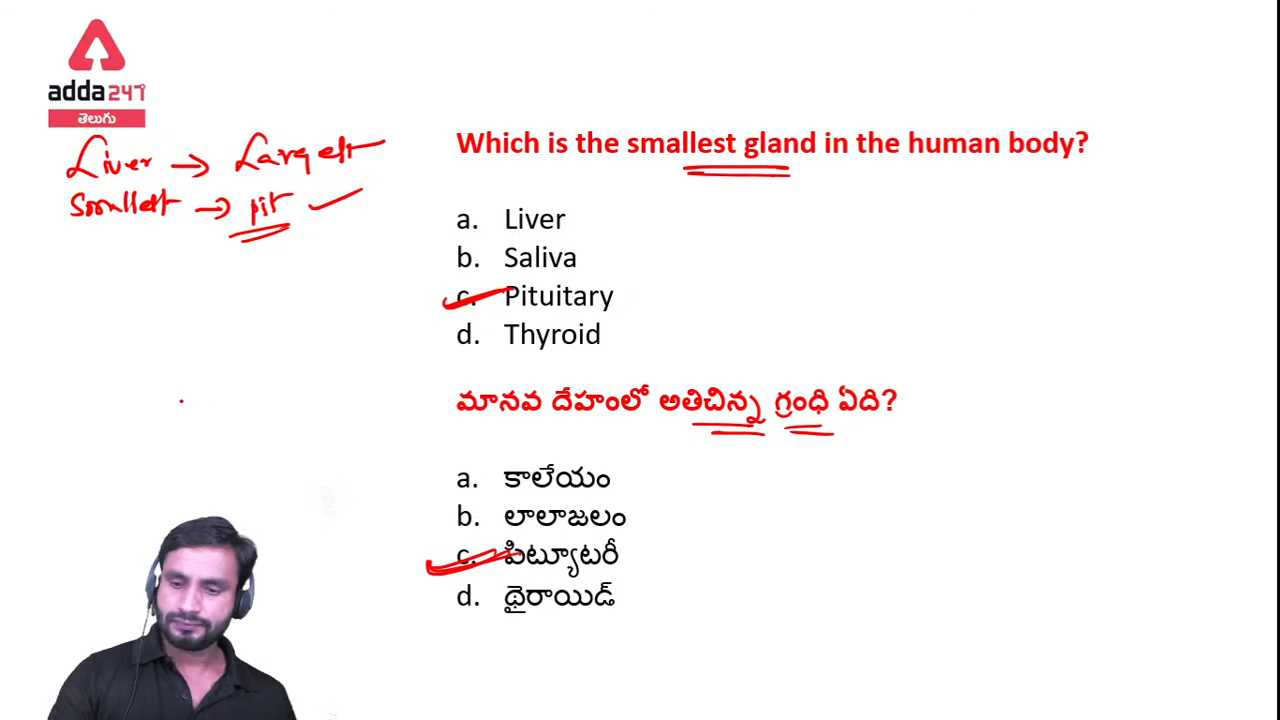 adda247
తెలుగు
Liver → Largest
Smallest → pit
Which is the smallest gland in the human body?
a. Liver
b. Saliva
c. Pituitary
d. Thyroid
మానవ దేహంలో అతిచిన్న గ్రంధి ఏది?
a. కాలేయం
b. లాలాజలం
c. పిట్యూటరీ
d. థైరాయిడ్